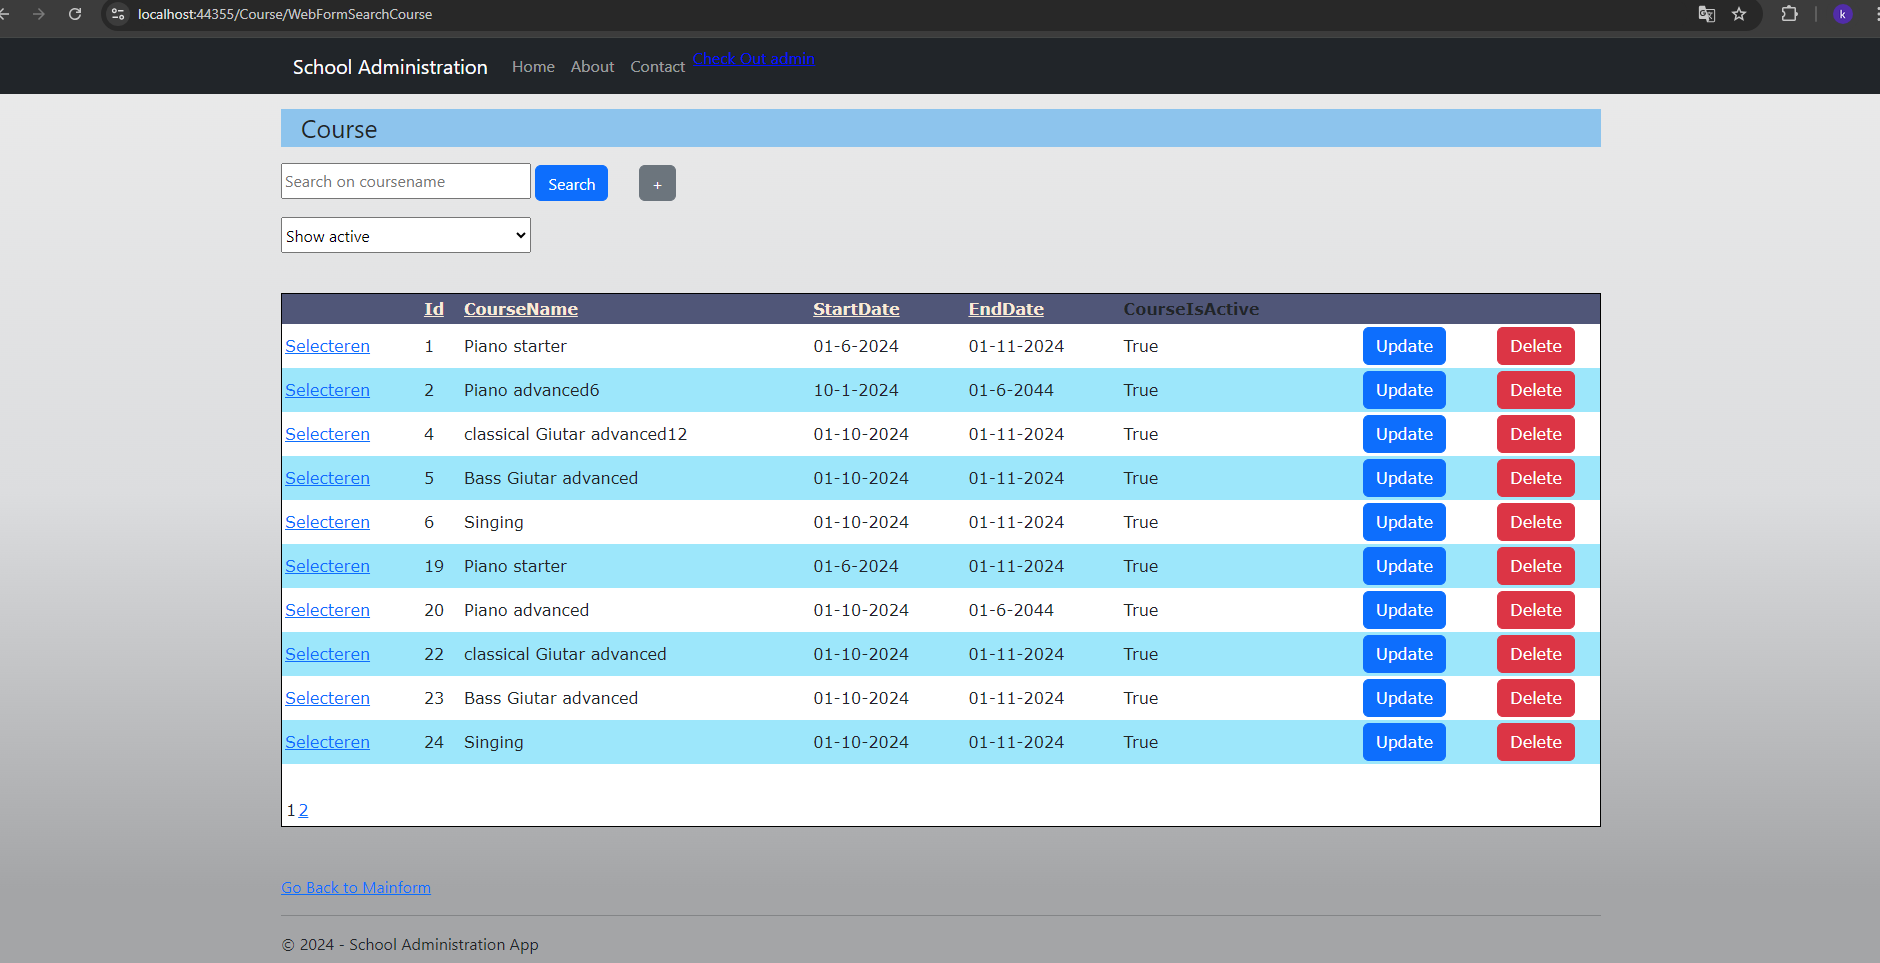 localhost:44355/Course/WebFormSearchCourse
k
School Administration Home About Contact Check Out admin
Course
Search on coursename Search +
Show active
Id CourseName StartDate EndDate CourseIsActive
Selecteren 1 Piano starter 01-6-2024 01-11-2024 True Update Delete
Selecteren 2 Piano advanced6 10-1-2024 01-6-2044 True Update Delete
Selecteren 4 classical Giutar advanced12 01-10-2024 01-11-2024 True Update Delete
Selecteren 5 Bass Giutar advanced 01-10-2024 01-11-2024 True Update Delete
Selecteren 6 Singing 01-10-2024 01-11-2024 True Update Delete
Selecteren 19 Piano starter 01-6-2024 01-11-2024 True Update Delete
Selecteren 20 Piano advanced 01-10-2024 01-6-2044 True Update Delete
Selecteren 22 classical Giutar advanced 01-10-2024 01-11-2024 True Update Delete
Selecteren 23 Bass Giutar advanced 01-10-2024 01-11-2024 True Update Delete
Selecteren 24 Singing 01-10-2024 01-11-2024 True Update Delete
1 2
Go Back to Mainform
© 2024 - School Administration App